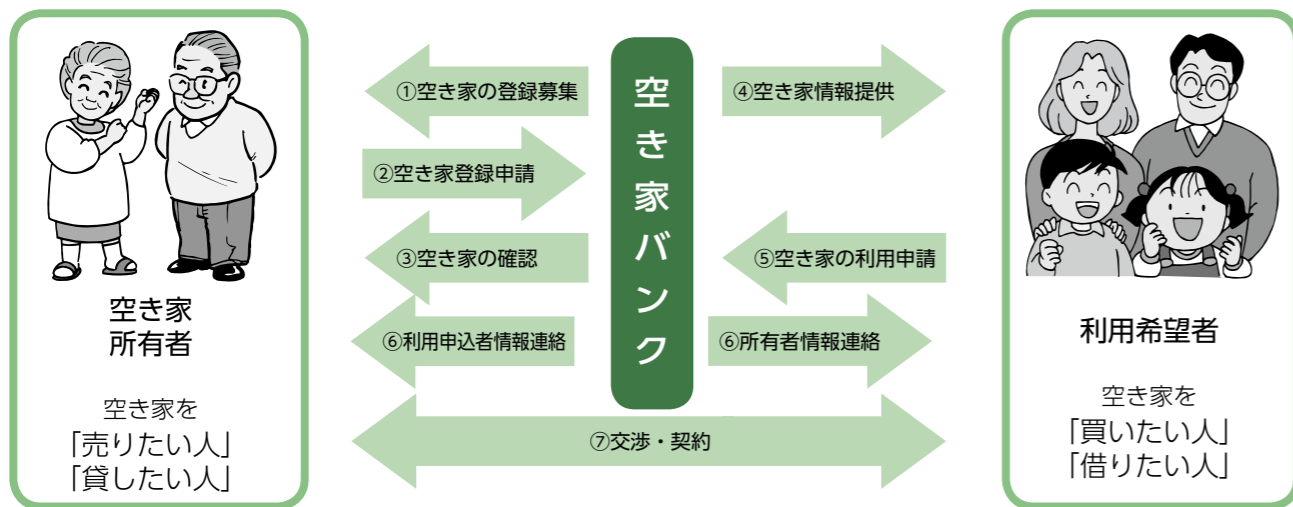 空き家
所有者
空き家を
「売りたい人」
「貸したい人」
①空き家の登録募集
②空き家登録申請
③空き家の確認
⑥利用申込者情報連絡
空き家バンク
④空き家情報提供
⑤空き家の利用申請
⑥所有者情報連絡
⑦交渉・契約
利用希望者
空き家を
「買いたい人」
「借りたい人」